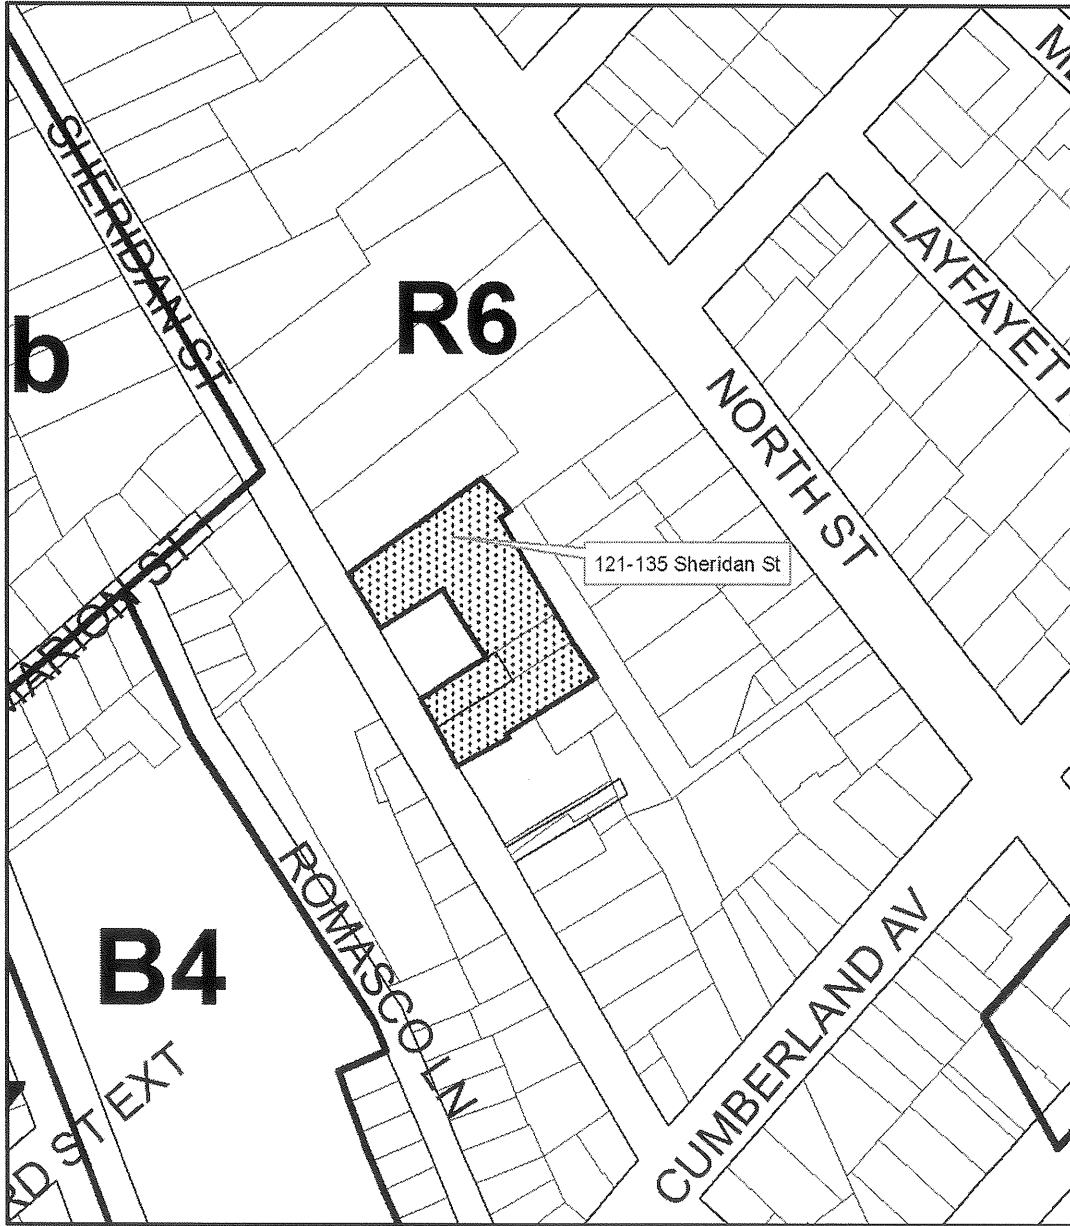 SHERIDAN ST
R6
b
LAYFAYETT
NORTH ST
121-135 Sheridan St
MARION ST
ROMASCO LN
B4
CUMBERLAND AV
RD ST EXT